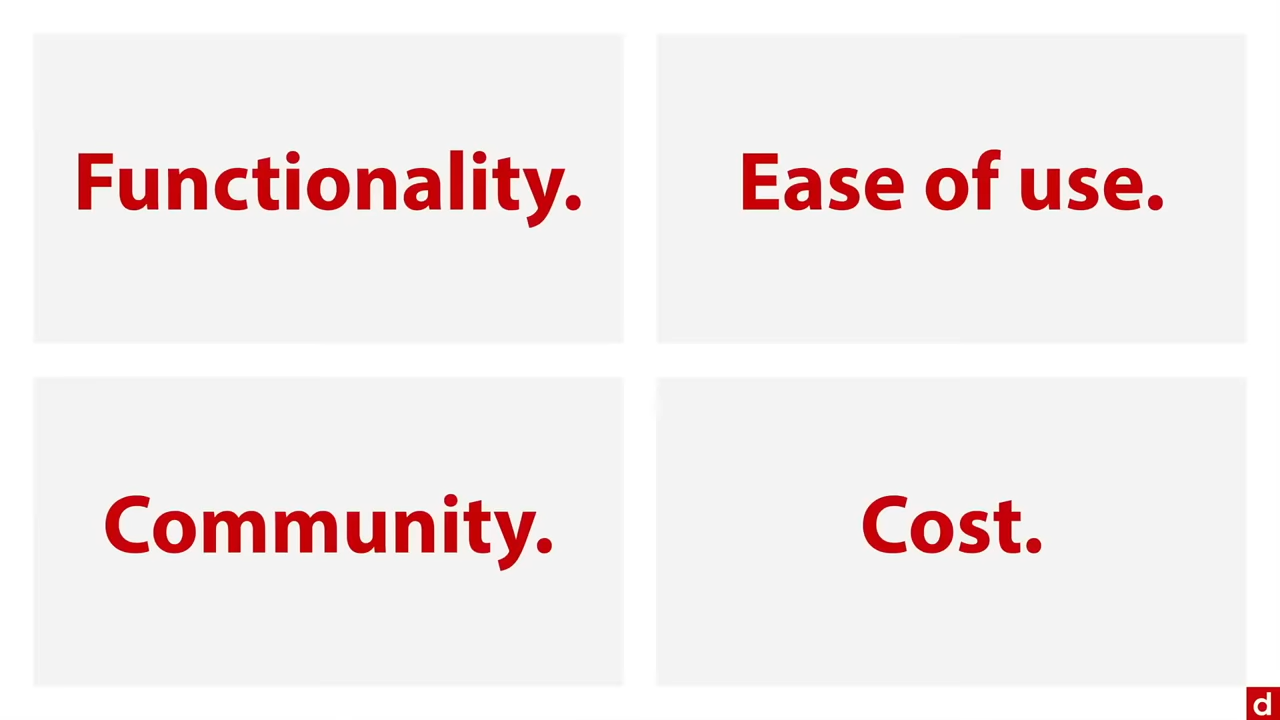 Functionality.
Ease of use.
Community.
Cost.
d